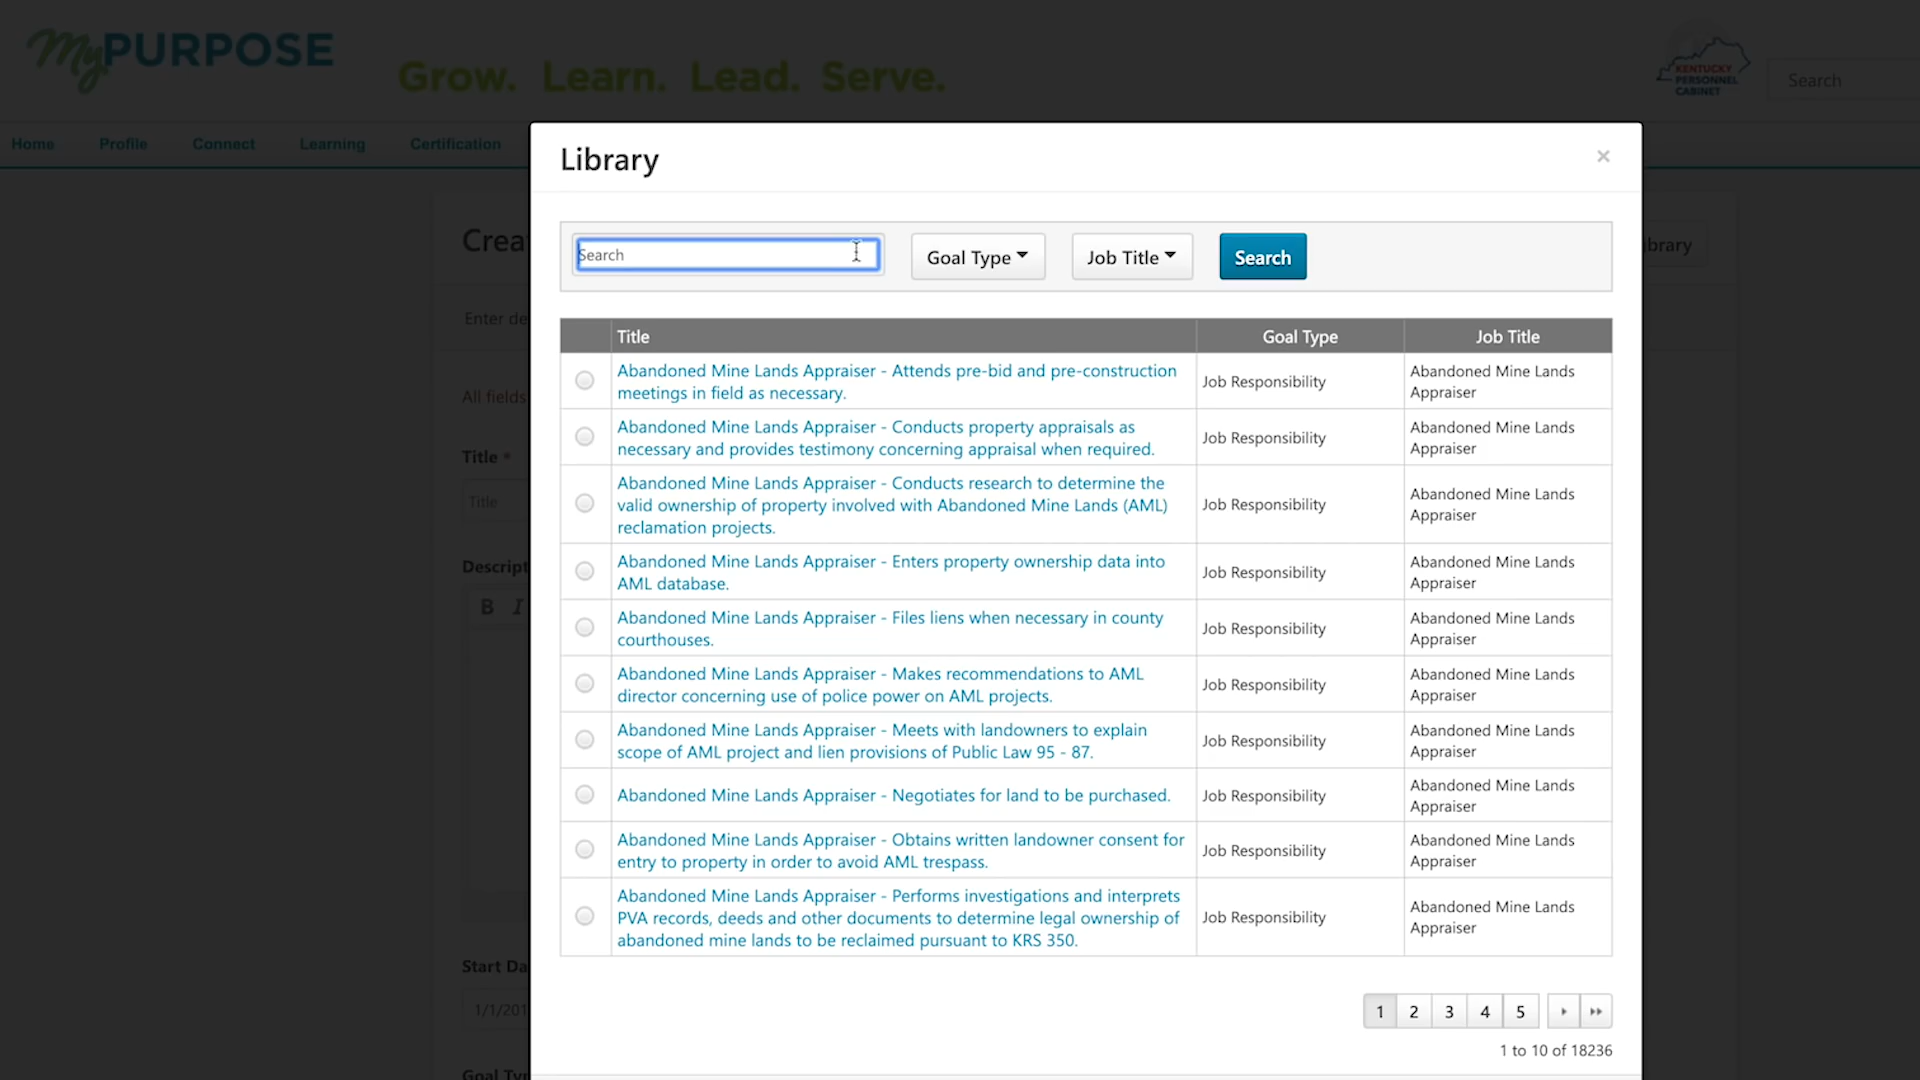 My PURPOSE
Grow. Learn. Lead. Serve.
KENTUCKY
PERSONNEL
CABINET
Search
Home Profile Connect Learning Certification
Library
×
Search Goal Type Job Title Search
Title Goal Type Job Title
Abandoned Mine Lands Appraiser - Attends pre-bid and pre-construction
meetings in field as necessary.
Job Responsibility
Abandoned Mine Lands
Appraiser
Abandoned Mine Lands Appraiser - Conducts property appraisals as
necessary and provides testimony concerning appraisal when required.
Job Responsibility
Abandoned Mine Lands
Appraiser
Abandoned Mine Lands Appraiser - Conducts research to determine the
valid ownership of property involved with Abandoned Mine Lands (AML)
reclamation projects.
Job Responsibility
Abandoned Mine Lands
Appraiser
Abandoned Mine Lands Appraiser - Enters property ownership data into
AML database.
Job Responsibility
Abandoned Mine Lands
Appraiser
Abandoned Mine Lands Appraiser - Files liens when necessary in county
courthouses.
Job Responsibility
Abandoned Mine Lands
Appraiser
Abandoned Mine Lands Appraiser - Makes recommendations to AML
director concerning use of police power on AML projects.
Job Responsibility
Abandoned Mine Lands
Appraiser
Abandoned Mine Lands Appraiser - Meets with landowners to explain
scope of AML project and lien provisions of Public Law 95 - 87.
Job Responsibility
Abandoned Mine Lands
Appraiser
Abandoned Mine Lands Appraiser - Negotiates for land to be purchased.
Job Responsibility
Abandoned Mine Lands
Appraiser
Abandoned Mine Lands Appraiser - Obtains written landowner consent for
entry to property in order to avoid AML trespass.
Job Responsibility
Abandoned Mine Lands
Appraiser
Abandoned Mine Lands Appraiser - Performs investigations and interprets
PVA records, deeds and other documents to determine legal ownership of
abandoned mine lands to be reclaimed pursuant to KRS 350.
Job Responsibility
Abandoned Mine Lands
Appraiser
1 2 3 4 5
1 to 10 of 18236
Crea
brary
Enter de
All fields
Title *
Title
Descript
B I
Start Da
1/1/201
Goal Typ